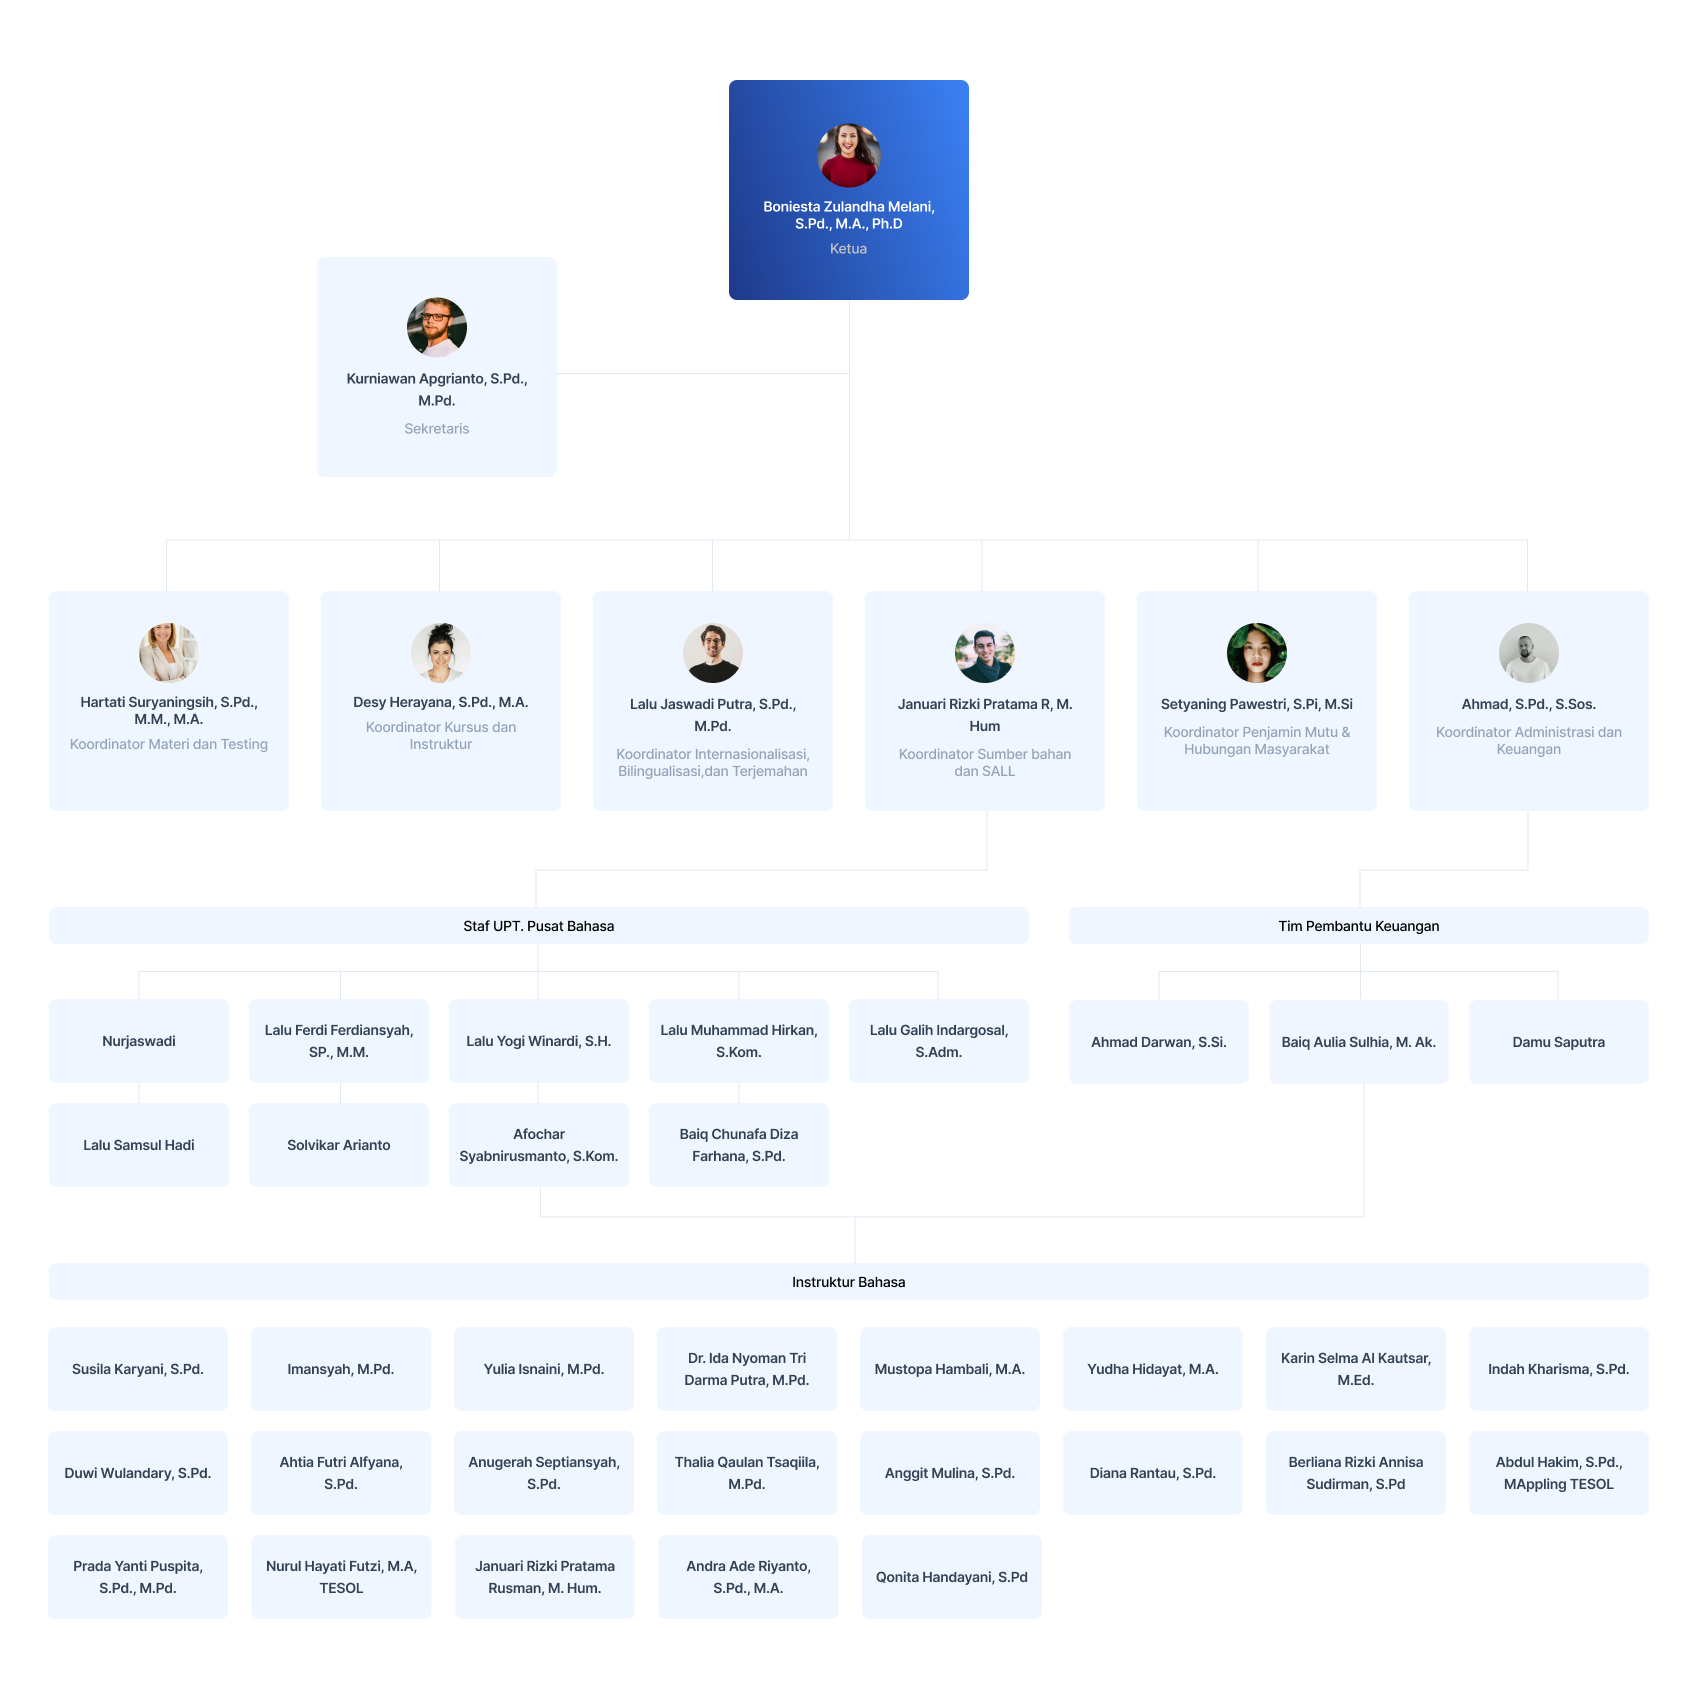 Boniesta Zulandha Melani,
S.Pd., M.A., Ph.D
Ketua
Kurniawan Apgrianto, S.Pd.,
M.Pd.
Sekretaris
Hartati Suryaningsih, S.Pd.,
M.M., M.A.
Koordinator Materi dan Testing
Desy Herayana, S.Pd., M.A.
Koordinator Kursus dan
Instruktur
Lalu Jaswadi Putra, S.Pd.,
M.Pd.
Koordinator Internasionalisasi,
Bilingualisasi,dan Terjemahan
Januari Rizki Pratama R, M.
Hum
Koordinator Sumber bahan
dan SALL
Setyaning Pawestri, S.Pi, M.Si
Koordinator Penjamin Mutu &
Hubungan Masyarakat
Ahmad, S.Pd., S.Sos.
Koordinator Administrasi dan
Keuangan
Staf UPT. Pusat Bahasa
Nurjaswadi
Lalu Ferdi Ferdiansyah,
SP., M.M.
Lalu Yogi Winardi, S.H.
Lalu Muhammad Hirkan,
S.Kom.
Lalu Galih Indargosal,
S.Adm.
Lalu Samsul Hadi
Solvikar Arianto
Afochar
Syabnirusmanto, S.Kom.
Baiq Chunafa Diza
Farhana, S.Pd.
Tim Pembantu Keuangan
Ahmad Darwan, S.Si.
Baiq Aulia Sulhia, M. Ak.
Damu Saputra
Instruktur Bahasa
Susila Karyani, S.Pd.
Imansyah, M.Pd.
Yulia Isnaini, M.Pd.
Dr. Ida Nyoman Tri
Darma Putra, M.Pd.
Mustopa Hambali, M.A.
Yudha Hidayat, M.A.
Karin Selma Al Kautsar,
M.Ed.
Indah Kharisma, S.Pd.
Duwi Wulandary, S.Pd.
Ahtia Futri Alfyana,
S.Pd.
Anugerah Septiansyah,
S.Pd.
Thalia Qaulan Tsaqiila,
M.Pd.
Anggit Mulina, S.Pd.
Diana Rantau, S.Pd.
Berliana Rizki Annisa
Sudirman, S.Pd
Abdul Hakim, S.Pd.,
MAppling TESOL
Prada Yanti Puspita,
S.Pd., M.Pd.
Nurul Hayati Futzi, M.A,
TESOL
Januari Rizki Pratama
Rusman, M. Hum.
Andra Ade Riyanto,
S.Pd., M.A.
Qonita Handayani, S.Pd